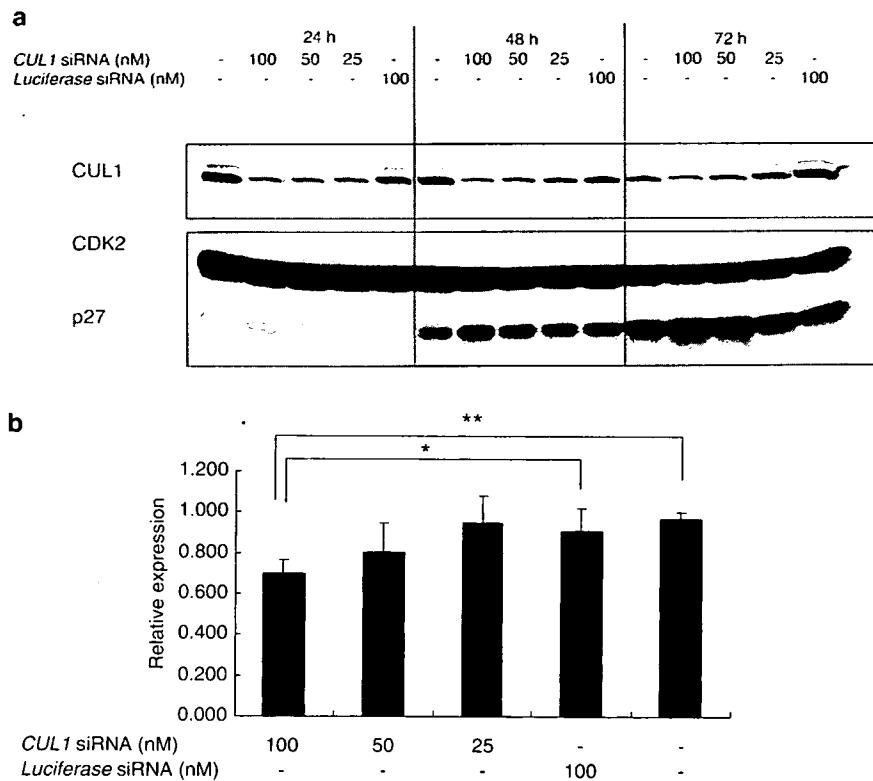 a
24 h 48 h 72 h
CUL1 siRNA (nM) - 100 50 25 - - 100 50 25 - - 100 50 25 -
Luciferase siRNA (nM) - - - - 100 - - - - 100 - - - - 100
CUL1
CDK2
p27
b
**
*
1.200
1.000
0.800
0.600
0.400
0.200
0.000
Relative expression
CUL1 siRNA (nM) 100 50 25 - -
Luciferase siRNA (nM) - - - 100 -